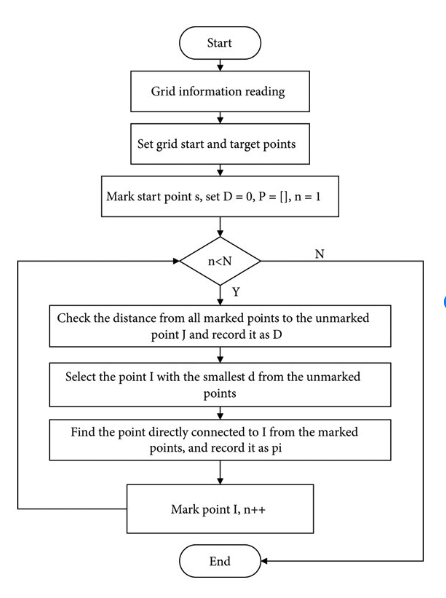 Start
Grid information reading
Set grid start and target points
Mark start point s, set D = 0, P = [], n = 1
n<N
N
Y
Check the distance from all marked points to the unmarked
point J and record it as D
Select the point I with the smallest d from the unmarked
points
Find the point directly connected to I from the marked
points, and record it as pi
Mark point I, n++
End